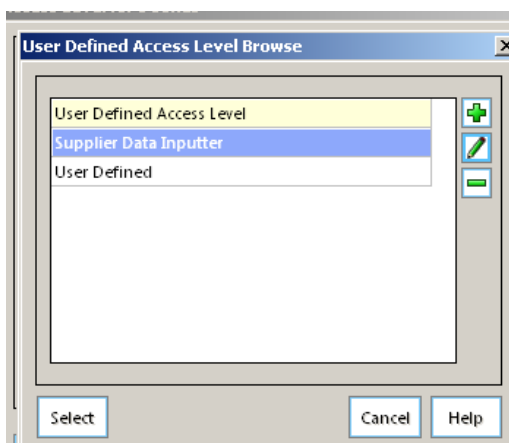 User Defined Access Level Browse
User Defined Access Level
Supplier Data Inputter
User Defined
Select
Cancel
Help